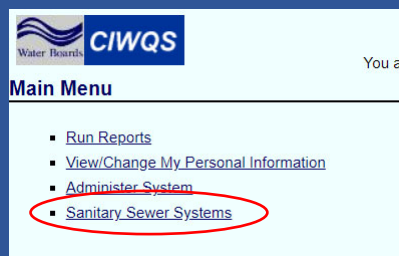 Water Boards
CIWQS
You a
Main Menu
Run Reports
View/Change My Personal Information
Administer System
Sanitary Sewer Systems